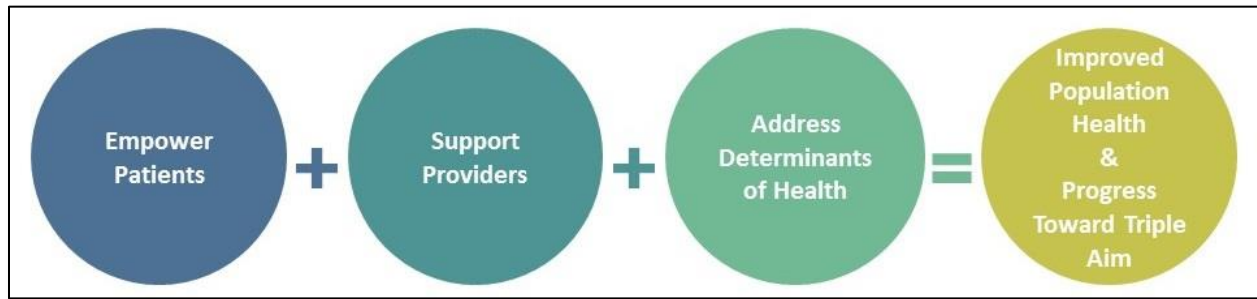 Empower
Patients
+
Support
Providers
+
Address
Determinants
of Health
=
Improved
Population
Health
&
Progress
Toward Triple
Aim